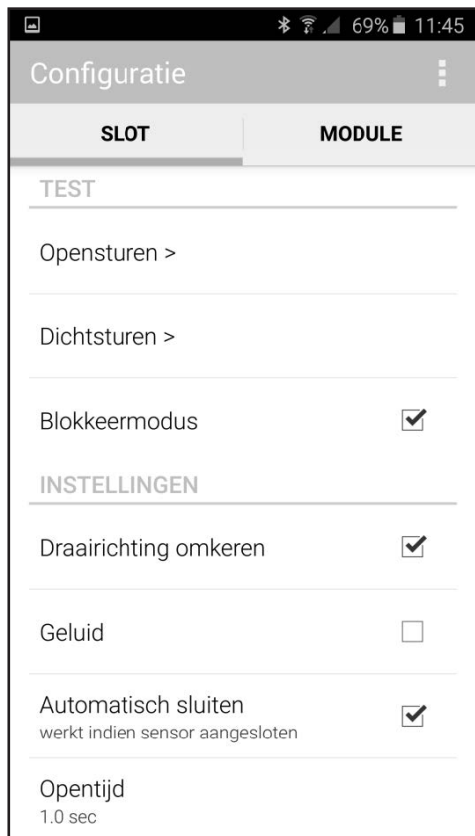 69% 11:45
Configuratie
SLOT MODULE
TEST
Opensturen >
Dichtsturen >
Blokkeermodus
INSTELLINGEN
Draairichting omkeren
Geluid
Automatisch sluiten
werkt indien sensor aangesloten
Opentijd
1.0 sec